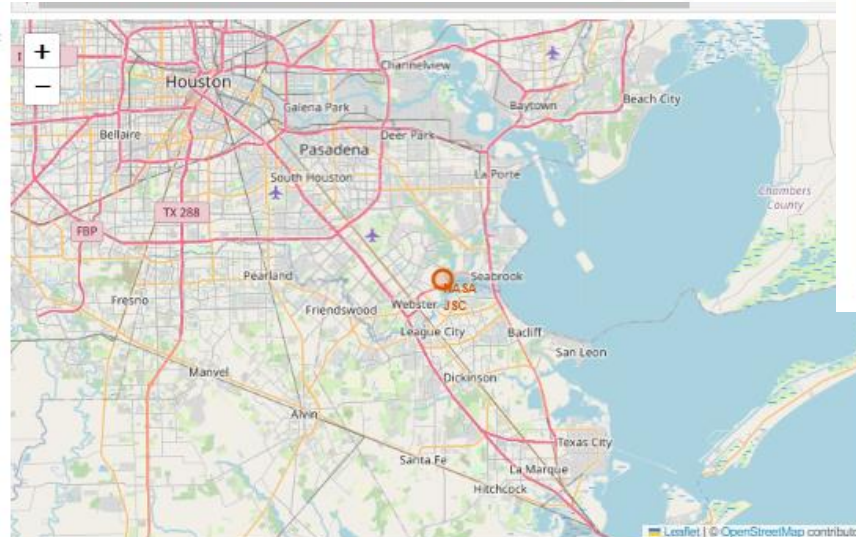 +
Channelview
Houston
−
Galena Park
Baytown
Beach City
Bellaire
Deer Park
Pasadena
South Houston
La Porte
Chambers
County
TX 288
FBP
Pearland
Seabrook
NASA
JSC
Fresno
Friendswood
Webster
League City
Bacliff
San Leon
Manvel
Dickinson
Alvin
Texas City
Santa Fe
La Marque
Hitchcock
Leaflet | © OpenStreetMap